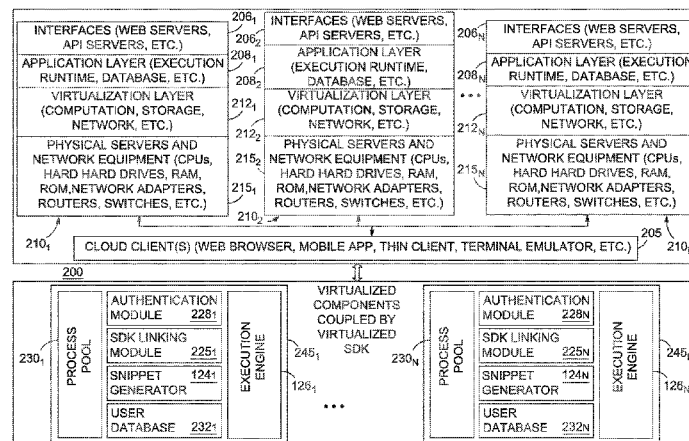 INTERFACES (WEB SERVERS,
API SERVERS, ETC.)
206₁
APPLICATION LAYER (EXECUTION
RUNTIME, DATABASE, ETC.)
208₁
VIRTUALIZATION LAYER
(COMPUTATION, STORAGE,
NETWORK, ETC.)
212₁
PHYSICAL SERVERS AND
NETWORK EQUIPMENT (CPUs,
HARD HARD DRIVES, RAM,
ROM,NETWORK ADAPTERS,
ROUTERS, SWITCHES, ETC.)
215₁
210₁
INTERFACES (WEB SERVERS,
API SERVERS, ETC.)
206₂
APPLICATION LAYER
(EXECUTION RUNTIME,
DATABASE, ETC.)
208₂
VIRTUALIZATION LAYER
(COMPUTATION, STORAGE,
NETWORK, ETC.)
212₂
PHYSICAL SERVERS AND
NETWORK EQUIPMENT (CPUs,
HARD HARD DRIVES, RAM,
ROM,NETWORK ADAPTERS,
ROUTERS, SWITCHES, ETC.)
215₂
210₂
INTERFACES (WEB SERVERS,
API SERVERS, ETC.)
206N
APPLICATION LAYER (EXECUTION
RUNTIME, DATABASE, ETC.)
208N
VIRTUALIZATION LAYER
(COMPUTATION, STORAGE,
NETWORK, ETC.)
212N
PHYSICAL SERVERS AND
NETWORK EQUIPMENT (CPUs,
HARD HARD DRIVES, RAM,
ROM,NETWORK ADAPTERS,
ROUTERS, SWITCHES, ETC.)
215N
CLOUD CLIENT(S) (WEB BROWSER, MOBILE APP, THIN CLIENT, TERMINAL EMULATOR, ETC.)
205
200
230₁
PROCESS POOL
AUTHENTICATION
MODULE 228₁
SDK LINKING
MODULE 225₁
SNIPPET
GENERATOR 124₁
USER
DATABASE 232₁
EXECUTION
ENGINE
245₁
126₁
VIRTUALIZED
COMPONENTS
COUPLED BY
VIRTUALIZED
SDK
230N
PROCESS POOL
AUTHENTICATION
MODULE 228N
SDK LINKING
MODULE 225N
SNIPPET
GENERATOR 124N
USER
DATABASE 232N
EXECUTION
ENGINE
126N